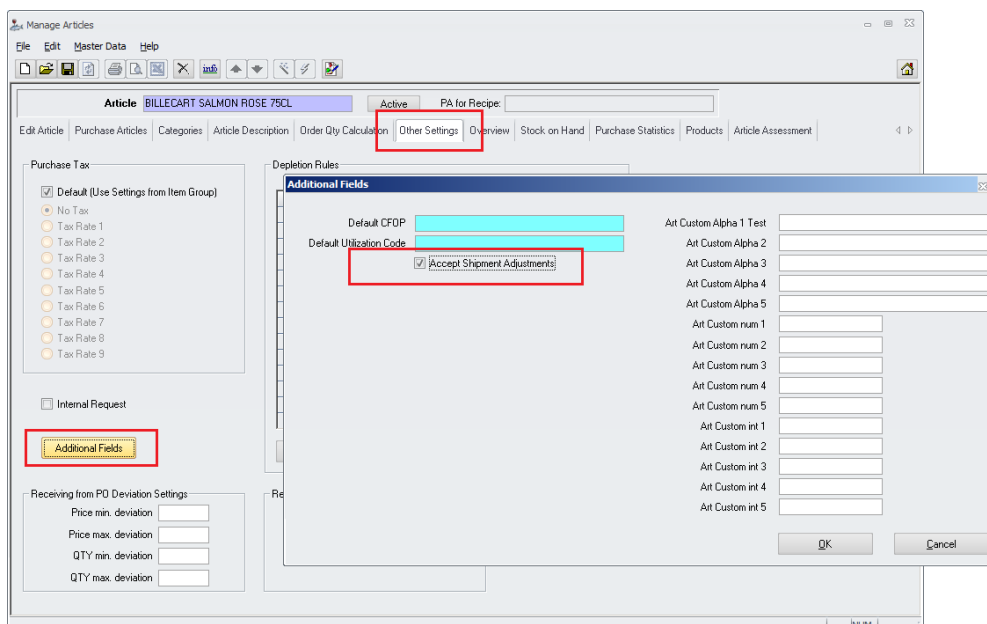 Manage Articles
File Edit Master Data Help
info
Article BILLECART SALMON ROSE 75CL Active PA for Recipe:
Edit Article Purchase Articles Categories Article Description Order Qty Calculation Other Settings Overview Stock on Hand Purchase Statistics Products Article Assessment
Purchase Tax
Default (Use Settings from Item Group)
No Tax
Tax Rate 1
Tax Rate 2
Tax Rate 3
Tax Rate 4
Tax Rate 5
Tax Rate 6
Tax Rate 7
Tax Rate 8
Tax Rate 9
Internal Request
Additional Fields
Receiving from PO Deviation Settings
Price min. deviation
Price max. deviation
QTY min. deviation
QTY max. deviation
Depletion Rules
Re
Additional Fields
Default CFOP
Default Utilization Code
Accept Shipment Adjustments
Art Custom Alpha 1 Test
Art Custom Alpha 2
Art Custom Alpha 3
Art Custom Alpha 4
Art Custom Alpha 5
Art Custom num 1
Art Custom num 2
Art Custom num 3
Art Custom num 4
Art Custom num 5
Art Custom int 1
Art Custom int 2
Art Custom int 3
Art Custom int 4
Art Custom int 5
OK Cancel
NUM